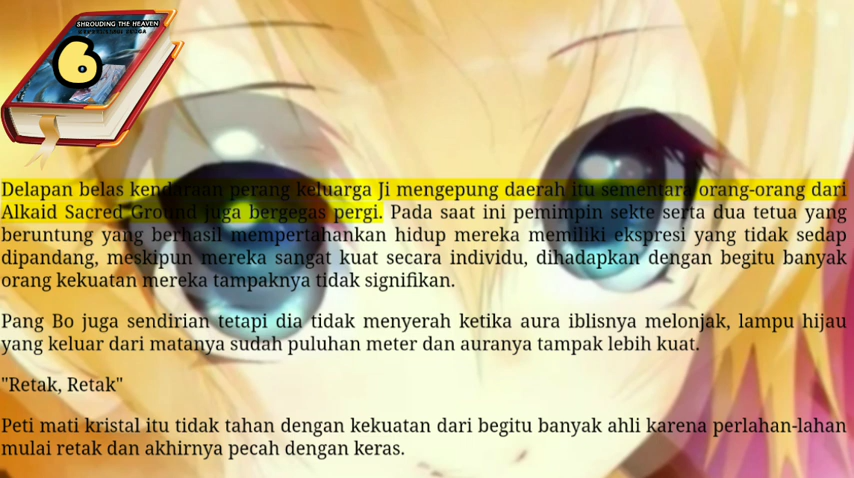 SHROUDING THE HEAVEN
6
Delapan belas kendaraan perang keluarga Ji mengepung daerah itu sementara orang-orang dari
Alkaid Sacred Ground juga bergegas pergi. Pada saat ini pemimpin sekte serta dua tetua yang
beruntung yang berhasil mempertahankan hidup mereka memiliki ekspresi yang tidak sedap
dipandang, meskipun mereka sangat kuat secara individu, dihadapkan dengan begitu banyak
orang kekuatan mereka tampaknya tidak signifikan.
Pang Bo juga sendirian tetapi dia tidak menyerah ketika aura iblisnya melonjak, lampu hijau
yang keluar dari matanya sudah puluhan meter dan auranya tampak lebih kuat.
"Retak, Retak"
Peti mati kristal itu tidak tahan dengan kekuatan dari begitu banyak ahli karena perlahan-lahan
mulai retak dan akhirnya pecah dengan keras.